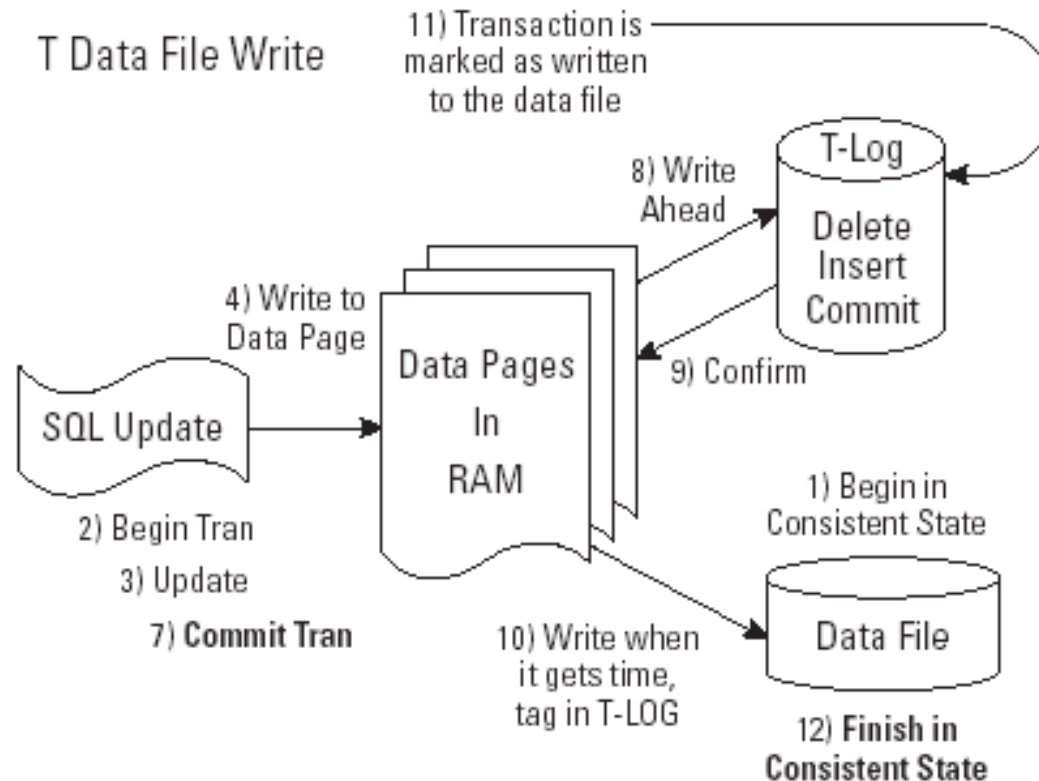 T Data File Write
11) Transaction is
marked as written
to the data file
T-Log
Delete
Insert
Commit
8) Write
Ahead
9) Confirm
4) Write to
Data Page
Data Pages
In
RAM
SQL Update
2) Begin Tran
3) Update
7) Commit Tran
1) Begin in
Consistent State
Data File
10) Write when
it gets time,
tag in T-LOG
12) Finish in
Consistent State